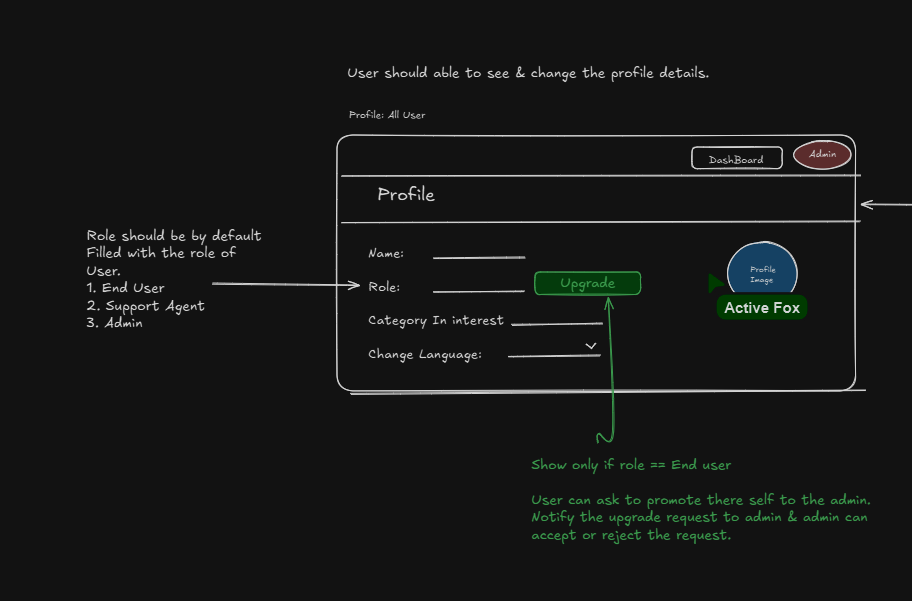 User should able to see & change the profile details.
Profile: All User
DashBoard
Admin
Profile
Role should be by default
Filled with the role of
User.
1. End User
2. Support Agent
3. Admin
Name:
Role:
Upgrade
Category In interest
Change Language:
Profile
Image
Active Fox
Show only if role == End user
User can ask to promote there self to the admin.
Notify the upgrade request to admin & admin can
accept or reject the request.